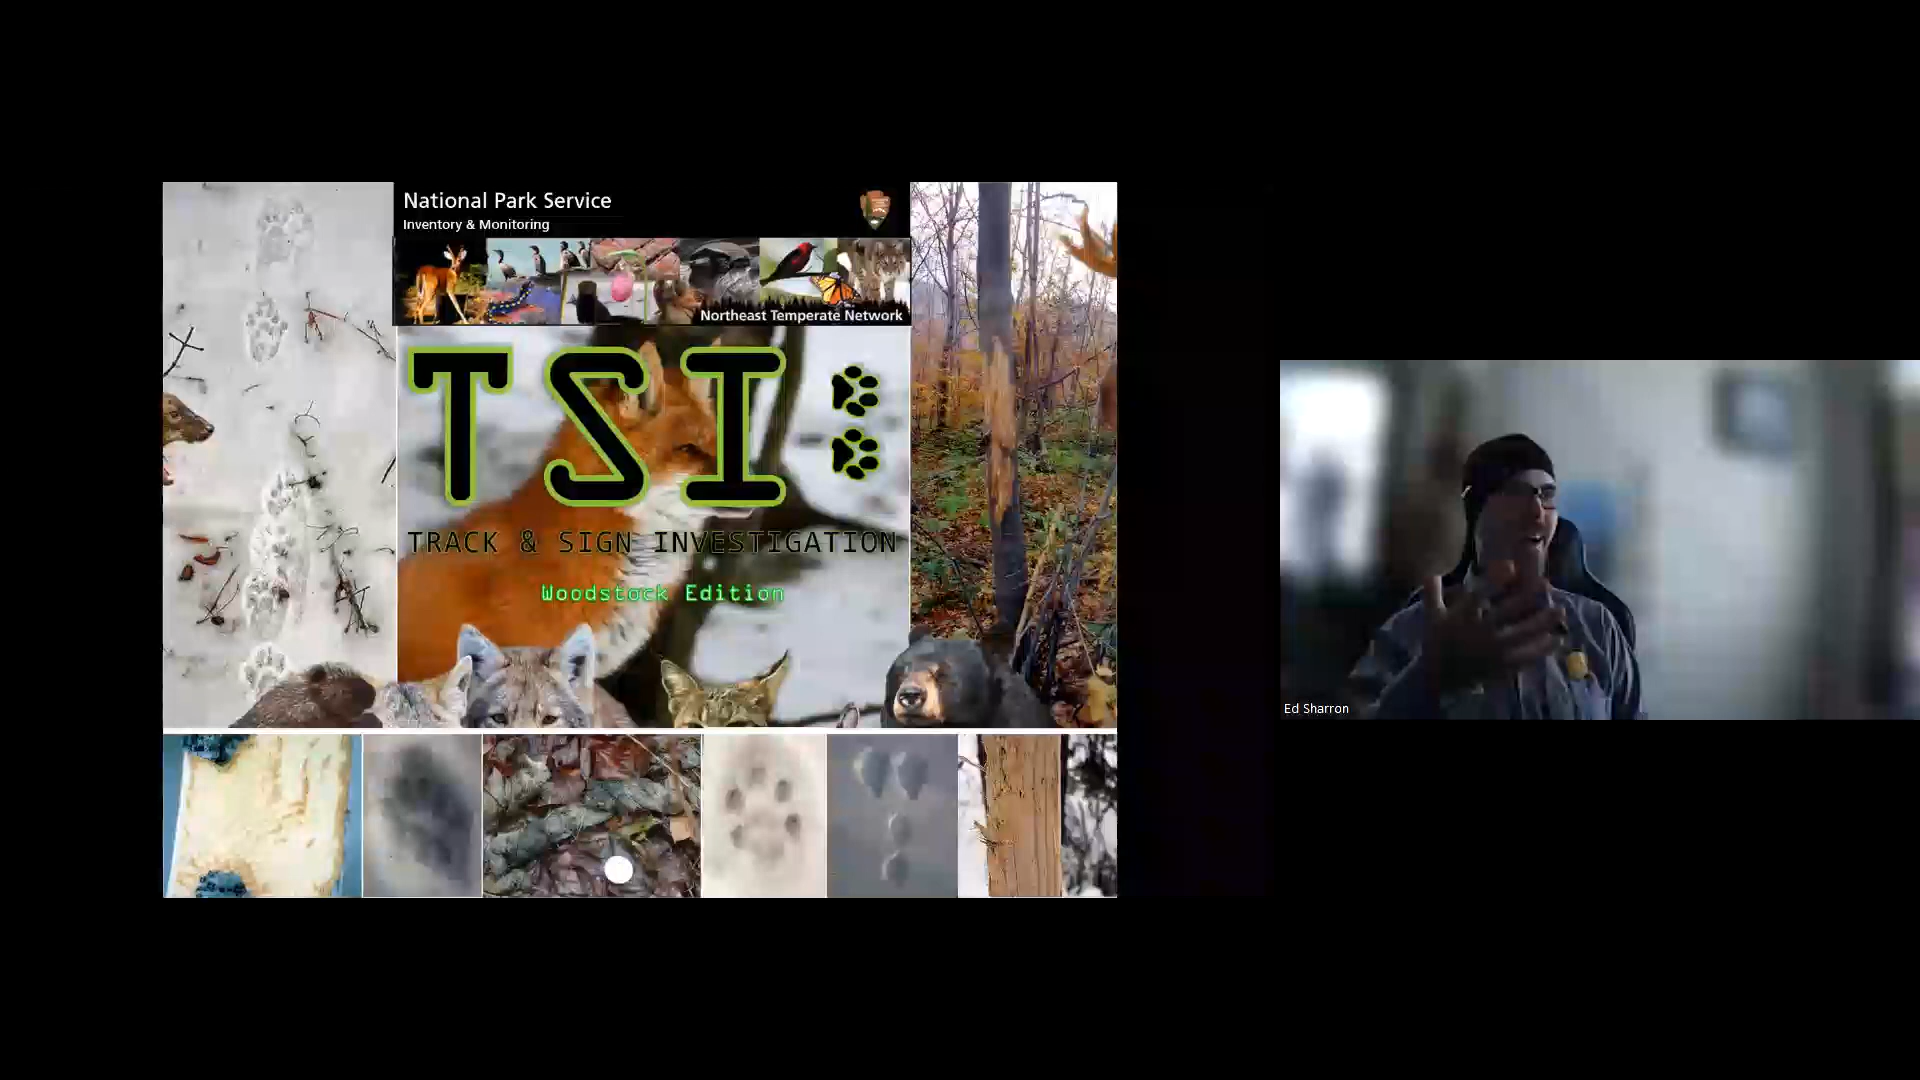 National Park Service
Inventory & Monitoring
Northeast Temperate Network
TSI:
TRACK & SIGN INVESTIGATION
Woodstock Edition
Ed Sharron